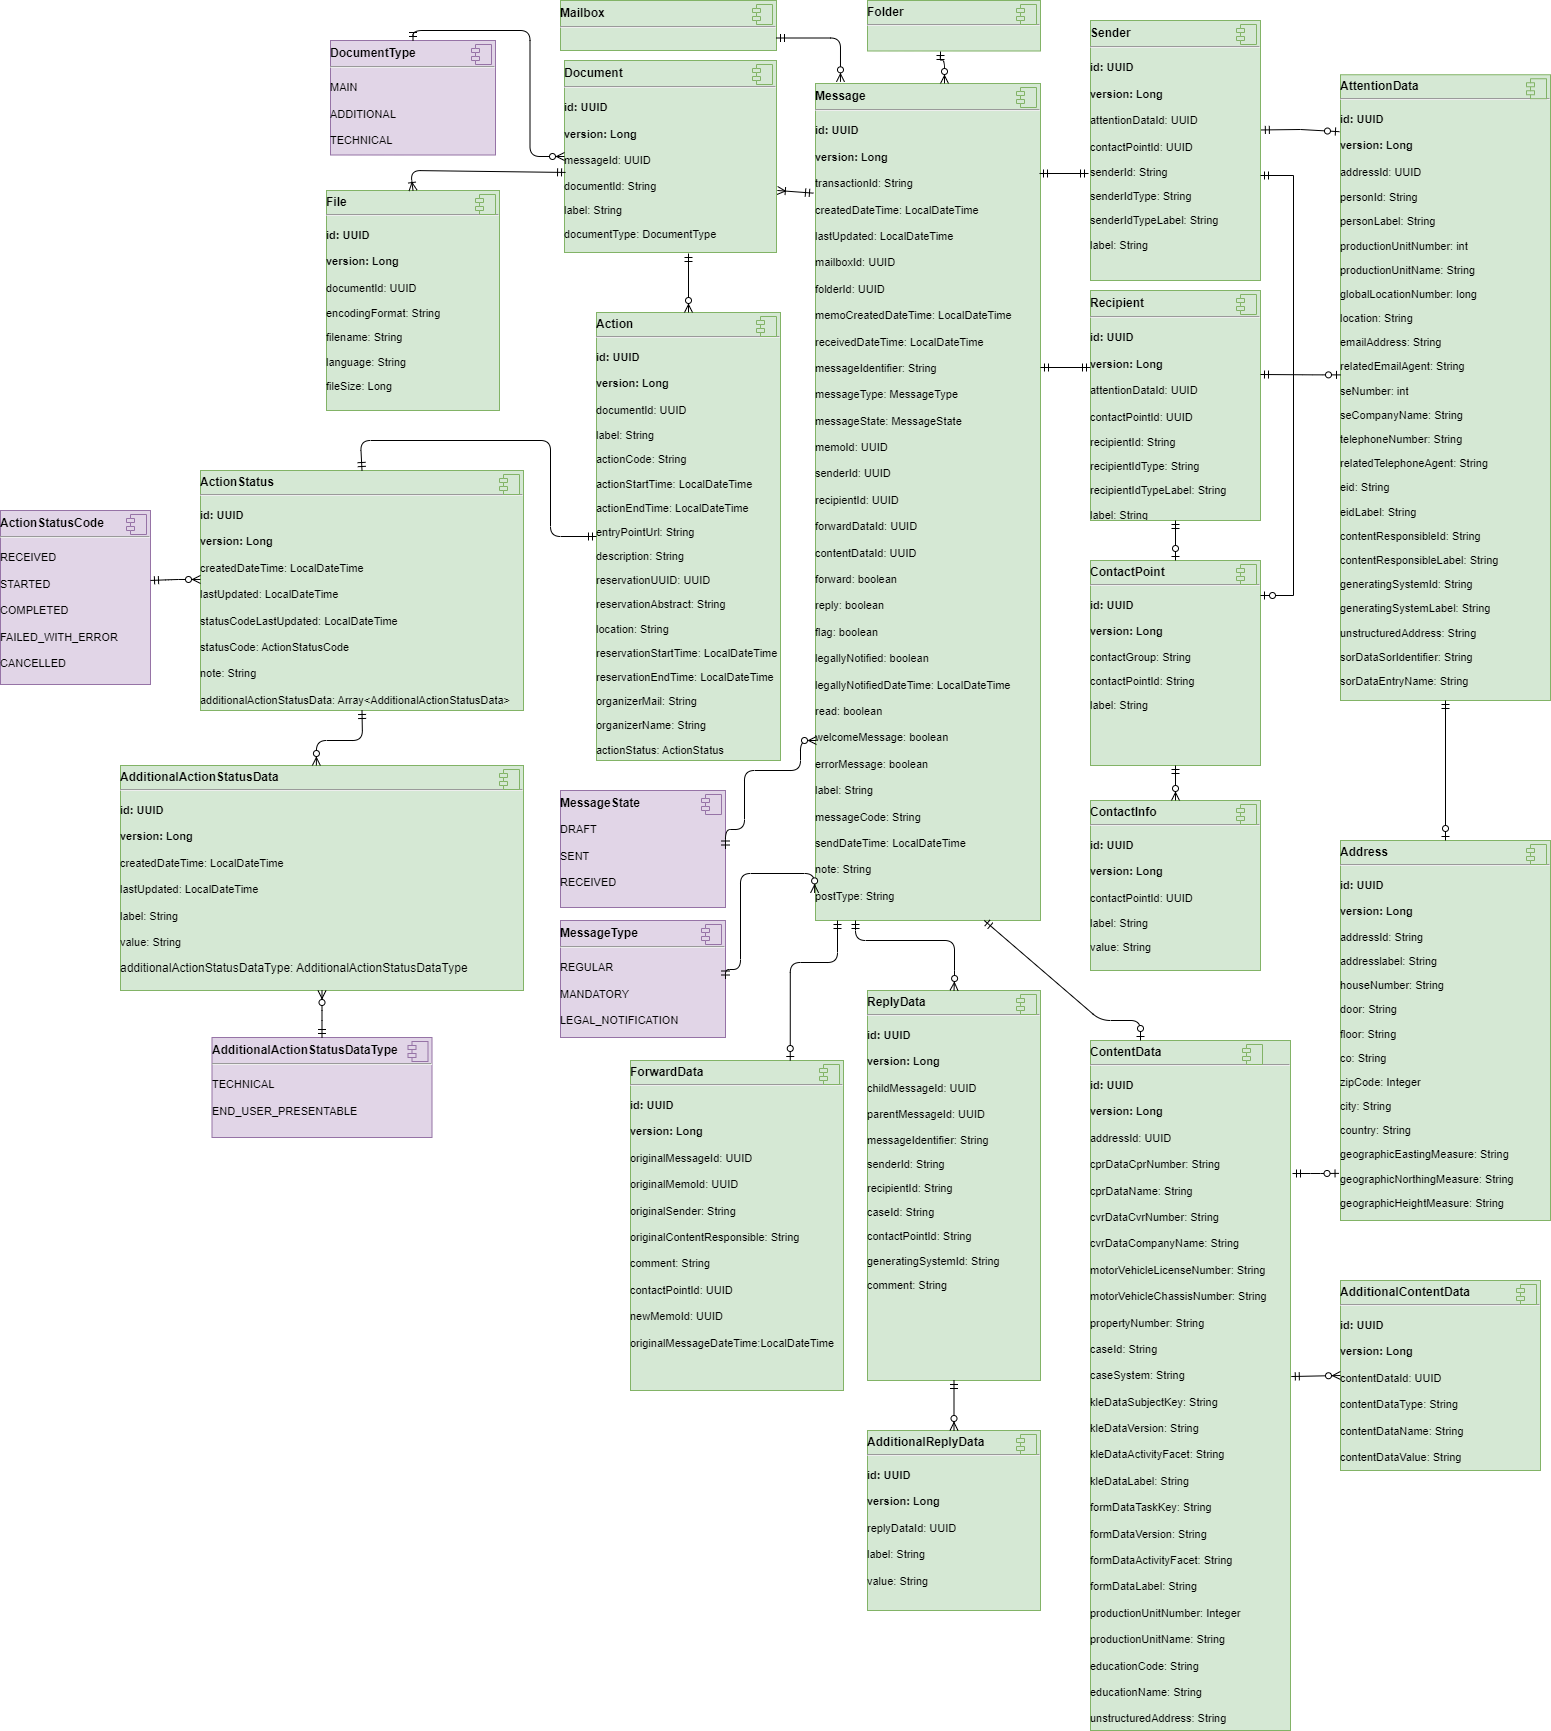 Mailbox
Folder
DocumentType
MAIN
ADDITIONAL
TECHNICAL
Document
id: UUID
version: Long
messageId: UUID
documentId: String
label: String
documentType: DocumentType
File
id: UUID
version: Long
documentId: UUID
encodingFormat: String
filename: String
language: String
fileSize: Long
Message
id: UUID
version: Long
transactionId: String
createdDateTime: LocalDateTime
lastUpdated: LocalDateTime
mailboxId: UUID
folderId: UUID
memoCreatedDateTime: LocalDateTime
receivedDateTime: LocalDateTime
messageIdentifier: String
messageType: MessageType
messageState: MessageState
memoId: UUID
senderId: UUID
recipientId: UUID
forwardDataId: UUID
contentDataId: UUID
forward: boolean
reply: boolean
flag: boolean
legallyNotified: boolean
legallyNotifiedDateTime: LocalDateTime
read: boolean
welcomeMessage: boolean
errorMessage: boolean
label: String
messageCode: String
sendDateTime: LocalDateTime
note: String
postType: String
Sender
id: UUID
version: Long
attentionDataId: UUID
contactPointId: UUID
senderId: String
senderIdType: String
senderIdTypeLabel: String
label: String
AttentionData
id: UUID
version: Long
addressId: UUID
personId: String
personLabel: String
productionUnitNumber: int
productionUnitName: String
globalLocationNumber: long
location: String
emailAddress: String
relatedEmailAgent: String
seNumber: int
seCompanyName: String
telephoneNumber: String
relatedTelephoneAgent: String
eid: String
eidLabel: String
contentResponsibleId: String
contentResponsibleLabel: String
generatingSystemId: String
generatingSystemLabel: String
unstructuredAddress: String
sorDataSorIdentifier: String
sorDataEntryName: String
Recipient
id: UUID
version: Long
attentionDataId: UUID
contactPointId: UUID
recipientId: String
recipientIdType: String
recipientIdTypeLabel: String
label: String
Action
id: UUID
version: Long
documentId: UUID
label: String
actionCode: String
actionStartTime: LocalDateTime
actionEndTime: LocalDateTime
entryPointUrl: String
description: String
reservationUUID: UUID
reservationAbstract: String
location: String
reservationStartTime: LocalDateTime
reservationEndTime: LocalDateTime
organizerMail: String
organizerName: String
actionStatus: ActionStatus
ActionStatus
id: UUID
version: Long
createdDateTime: LocalDateTime
lastUpdated: LocalDateTime
statusCodeLastUpdated: LocalDateTime
statusCode: ActionStatusCode
note: String
additionalActionStatusData: Array<AdditionalActionStatusData>
ActionStatusCode
RECEIVED
STARTED
COMPLETED
FAILED_WITH_ERROR
CANCELLED
ContactPoint
id: UUID
version: Long
contactGroup: String
contactPointId: String
label: String
AdditionalActionStatusData
id: UUID
version: Long
createdDateTime: LocalDateTime
lastUpdated: LocalDateTime
label: String
value: String
additionalActionStatusDataType: AdditionalActionStatusDataType
MessageState
DRAFT
SENT
RECEIVED
ContactInfo
id: UUID
version: Long
contactPointId: UUID
label: String
value: String
Address
id: UUID
version: Long
addressId: String
addresslabel: String
houseNumber: String
door: String
floor: String
co: String
zipCode: Integer
city: String
country: String
geographicEastingMeasure: String
geographicNorthingMeasure: String
geographicHeightMeasure: String
MessageType
REGULAR
MANDATORY
LEGAL_NOTIFICATION
AdditionalActionStatusDataType
TECHNICAL
END_USER_PRESENTABLE
ForwardData
id: UUID
version: Long
originalMessageId: UUID
originalMemoId: UUID
originalSender: String
originalContentResponsible: String
comment: String
contactPointId: UUID
newMemoId: UUID
originalMessageDateTime:LocalDateTime
ReplyData
id: UUID
version: Long
childMessageId: UUID
parentMessageId: UUID
messageIdentifier: String
senderId: String
recipientId: String
caseId: String
contactPointId: String
generatingSystemId: String
comment: String
ContentData
id: UUID
version: Long
addressId: UUID
cprDataCprNumber: String
cprDataName: String
cvrDataCvrNumber: String
cvrDataCompanyName: String
motorVehicleLicenseNumber: String
motorVehicleChassisNumber: String
propertyNumber: String
caseId: String
caseSystem: String
kleDataSubjectKey: String
kleDataVersion: String
kleDataActivityFacet: String
kleDataLabel: String
formDataTaskKey: String
formDataVersion: String
formDataActivityFacet: String
formDataLabel: String
productionUnitNumber: Integer
productionUnitName: String
educationCode: String
educationName: String
unstructuredAddress: String
AdditionalContentData
id: UUID
version: Long
contentDataId: UUID
contentDataType: String
contentDataName: String
contentDataValue: String
AdditionalReplyData
id: UUID
version: Long
replyDataId: UUID
label: String
value: String